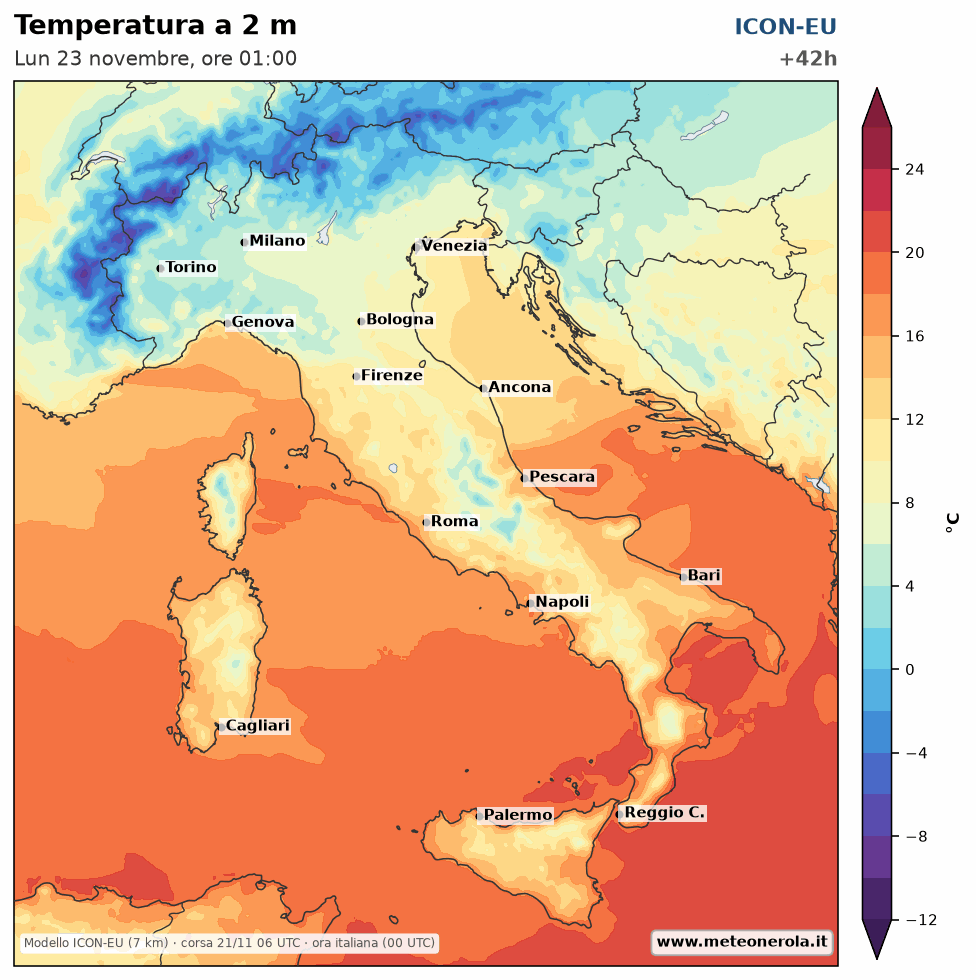 Temperatura a 2 m
ICON-EU
Lun 23 novembre, ore 01:00
+42h
24
20
16
12
8
4
0
−4
−8
−12
°C
Milano
Venezia
Torino
Genova
Bologna
Firenze
Ancona
Pescara
Roma
Bari
Napoli
Cagliari
Palermo
Reggio C.
Modello ICON-EU (7 km) · corsa 21/11 06 UTC · ora italiana (00 UTC)
www.meteonerola.it